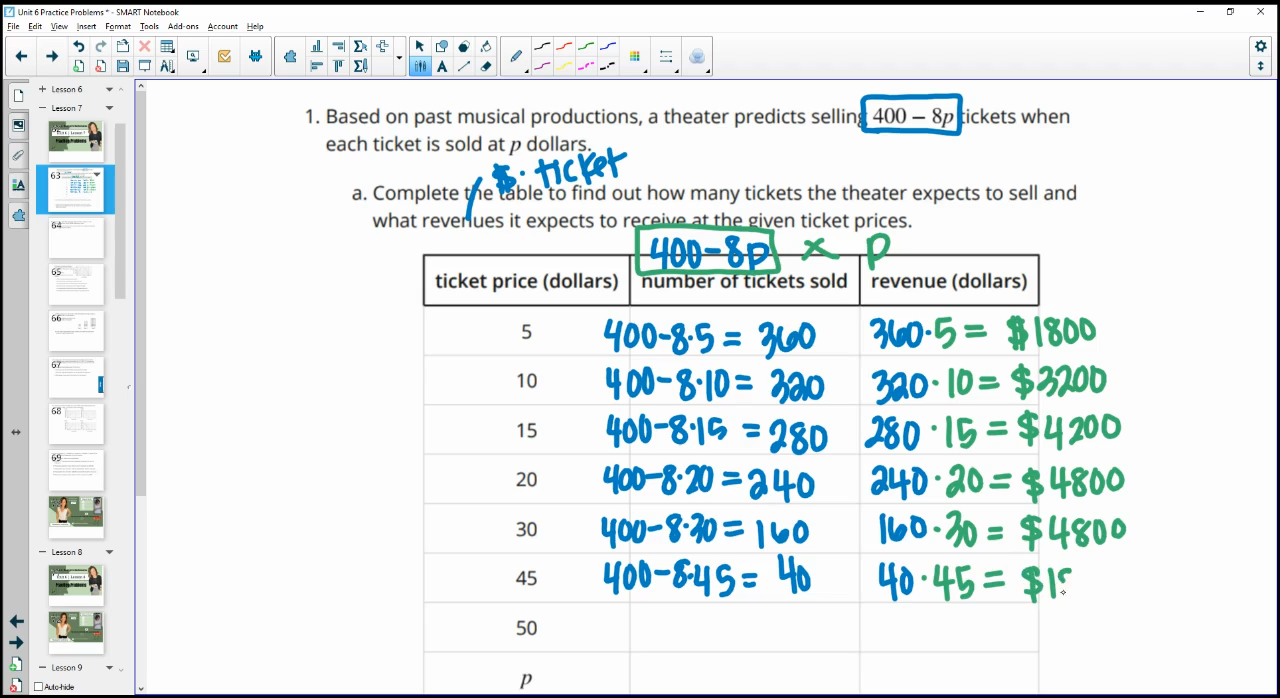 Unit 6 Practice Problems * - SMART Notebook
File Edit View Insert Format Tools Add-ons Account Help
Lesson 6
Lesson 7
63
64
65
66
67
68
69
Lesson 8
Lesson 9
Auto-hide
1. Based on past musical productions, a theater predicts selling 400 – 8p tickets when
each ticket is sold at p dollars.
$ · ticket
a. Complete the table to find out how many tickets the theater expects to sell and
what revenues it expects to receive at the given ticket prices.
400-8p × p
ticket price (dollars) number of tickets sold revenue (dollars)
5 400-8·5 = 360 360·5 = $1800
10 400-8·10 = 320 320·10 = $3200
15 400-8·15 = 280 280·15 = $4200
20 400-8·20 = 240 240·20 = $4800
30 400-8·30 = 160 160·30 = $4800
45 400-8·45 = 40 40·45 = $1
50
p